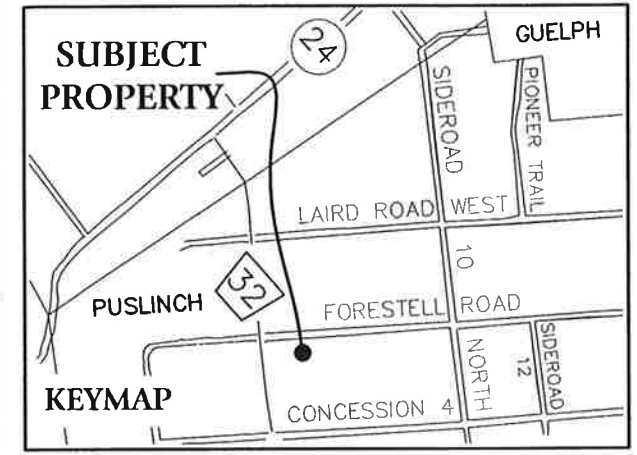 SUBJECT
PROPERTY
24
GUELPH
SIDEROAD
PIONEER TRAIL
LAIRD ROAD WEST
10
32
PUSLINCH
FORESTELL ROAD
NORTH
12
SIDEROAD
KEYMAP
CONCESSION 4